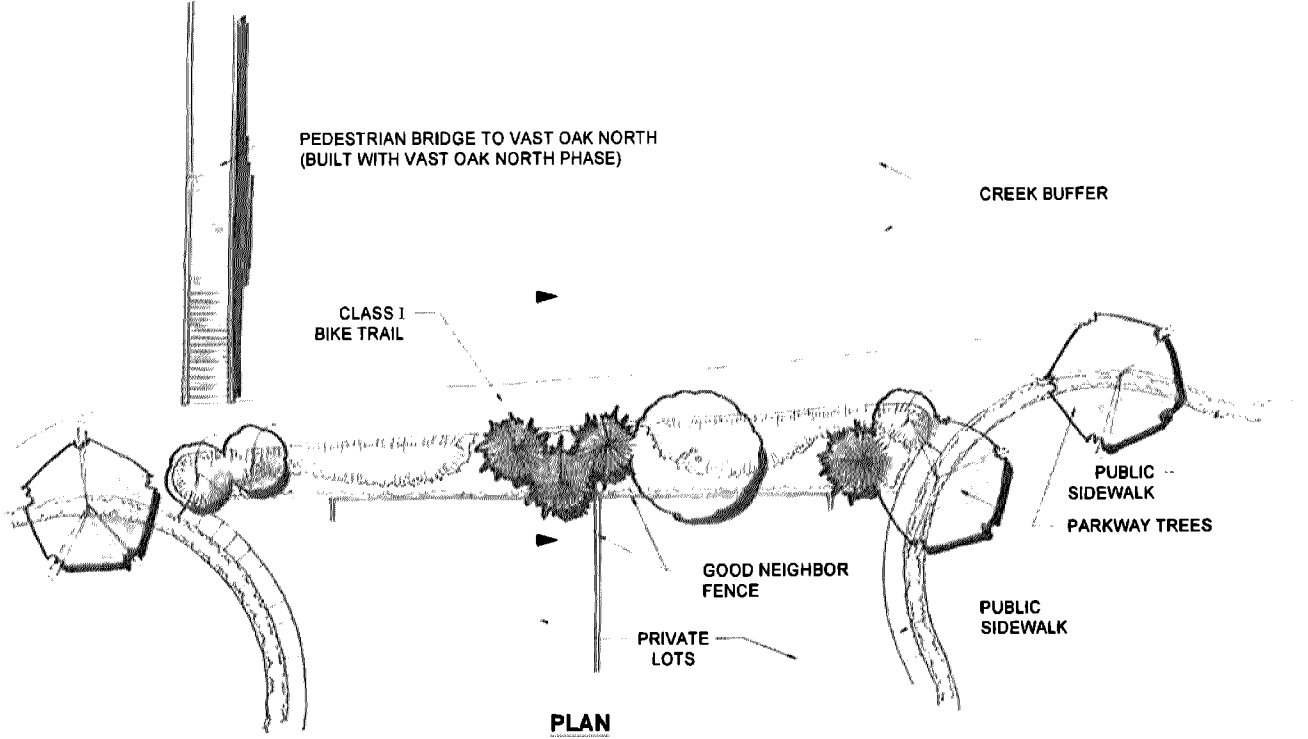 PEDESTRIAN BRIDGE TO VAST OAK NORTH
(BUILT WITH VAST OAK NORTH PHASE)
CREEK BUFFER
CLASS I
BIKE TRAIL
PUBLIC
SIDEWALK
PARKWAY TREES
GOOD NEIGHBOR
FENCE
PUBLIC
SIDEWALK
PRIVATE
LOTS
PLAN